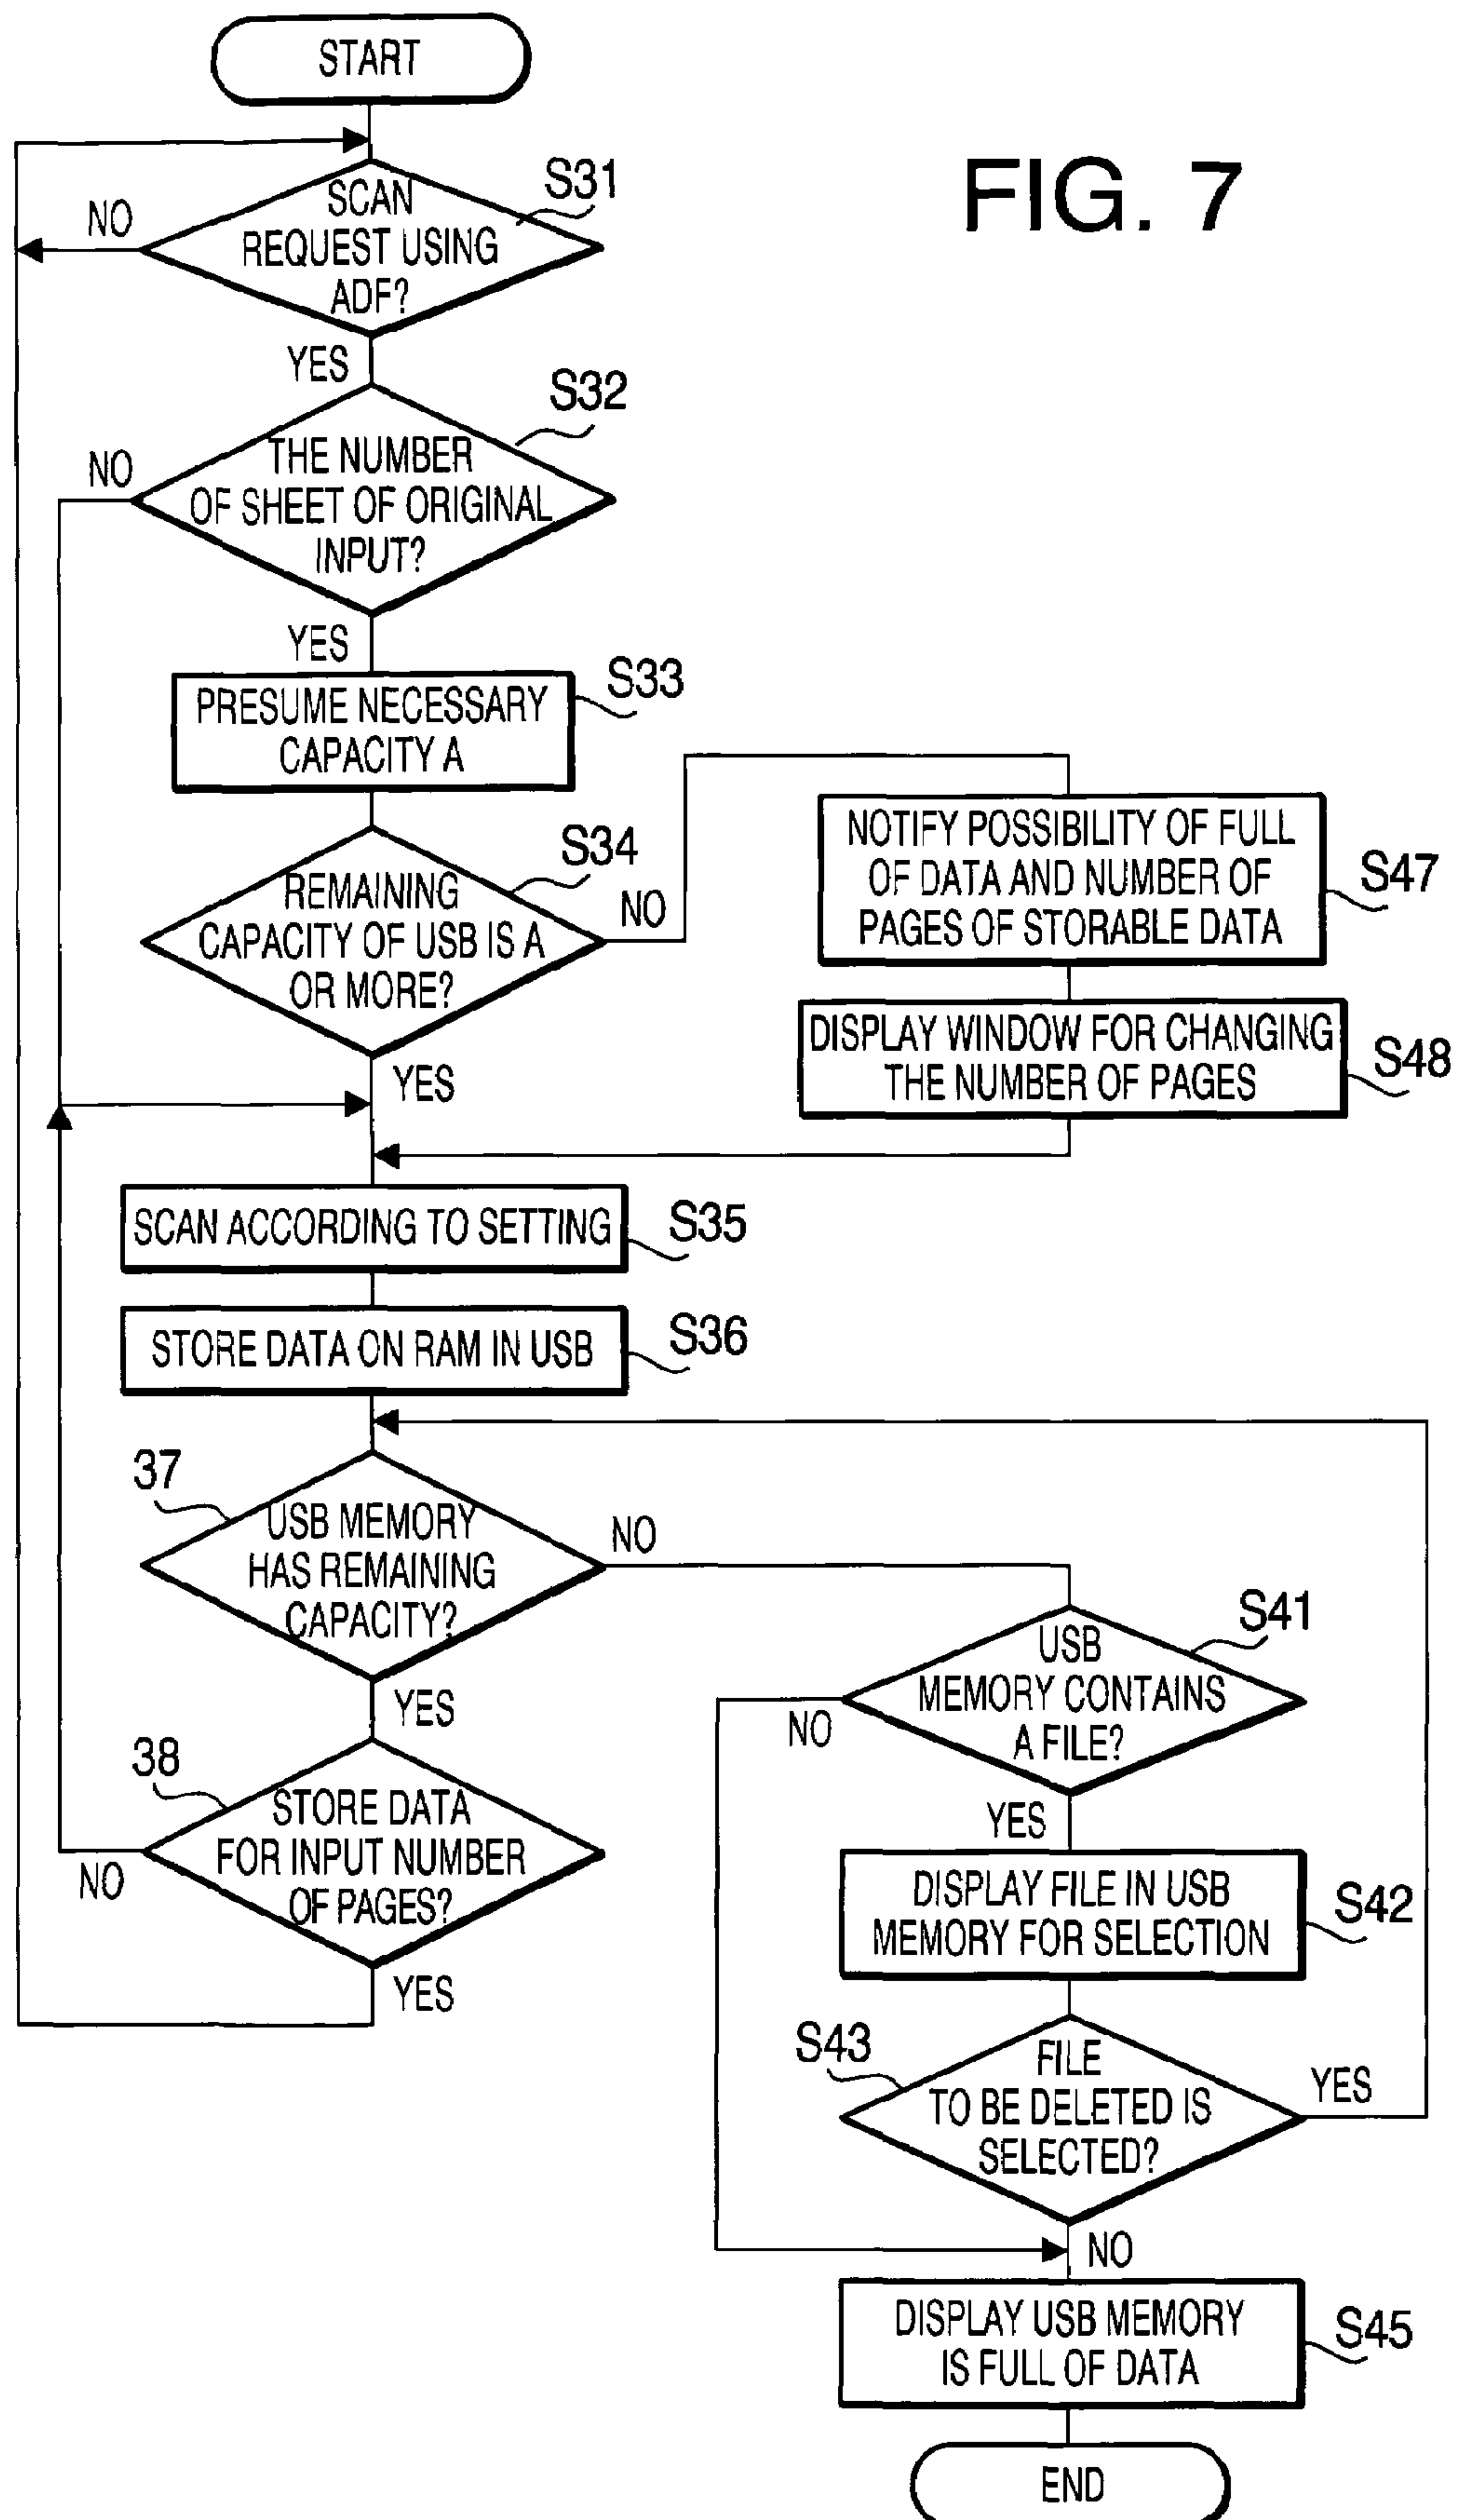 START
FIG. 7
S31
SCAN
REQUEST USING
ADF?
NO
YES
S32
THE NUMBER
OF SHEET OF ORIGINAL
INPUT?
NO
YES
S33
PRESUME NECESSARY
CAPACITY A
S34
REMAINING
CAPACITY OF USB IS A
OR MORE?
NO
YES
NOTIFY POSSIBILITY OF FULL
OF DATA AND NUMBER OF
PAGES OF STORABLE DATA
S47
DISPLAY WINDOW FOR CHANGING
THE NUMBER OF PAGES
S48
SCAN ACCORDING TO SETTING
S35
STORE DATA ON RAM IN USB
S36
37
USB MEMORY
HAS REMAINING
CAPACITY?
NO
YES
38
STORE DATA
FOR INPUT NUMBER
OF PAGES?
NO
YES
S41
USB
MEMORY CONTAINS
A FILE?
NO
YES
DISPLAY FILE IN USB
MEMORY FOR SELECTION
S42
S43
FILE
TO BE DELETED IS
SELECTED?
YES
NO
DISPLAY USB MEMORY
IS FULL OF DATA
S45
END